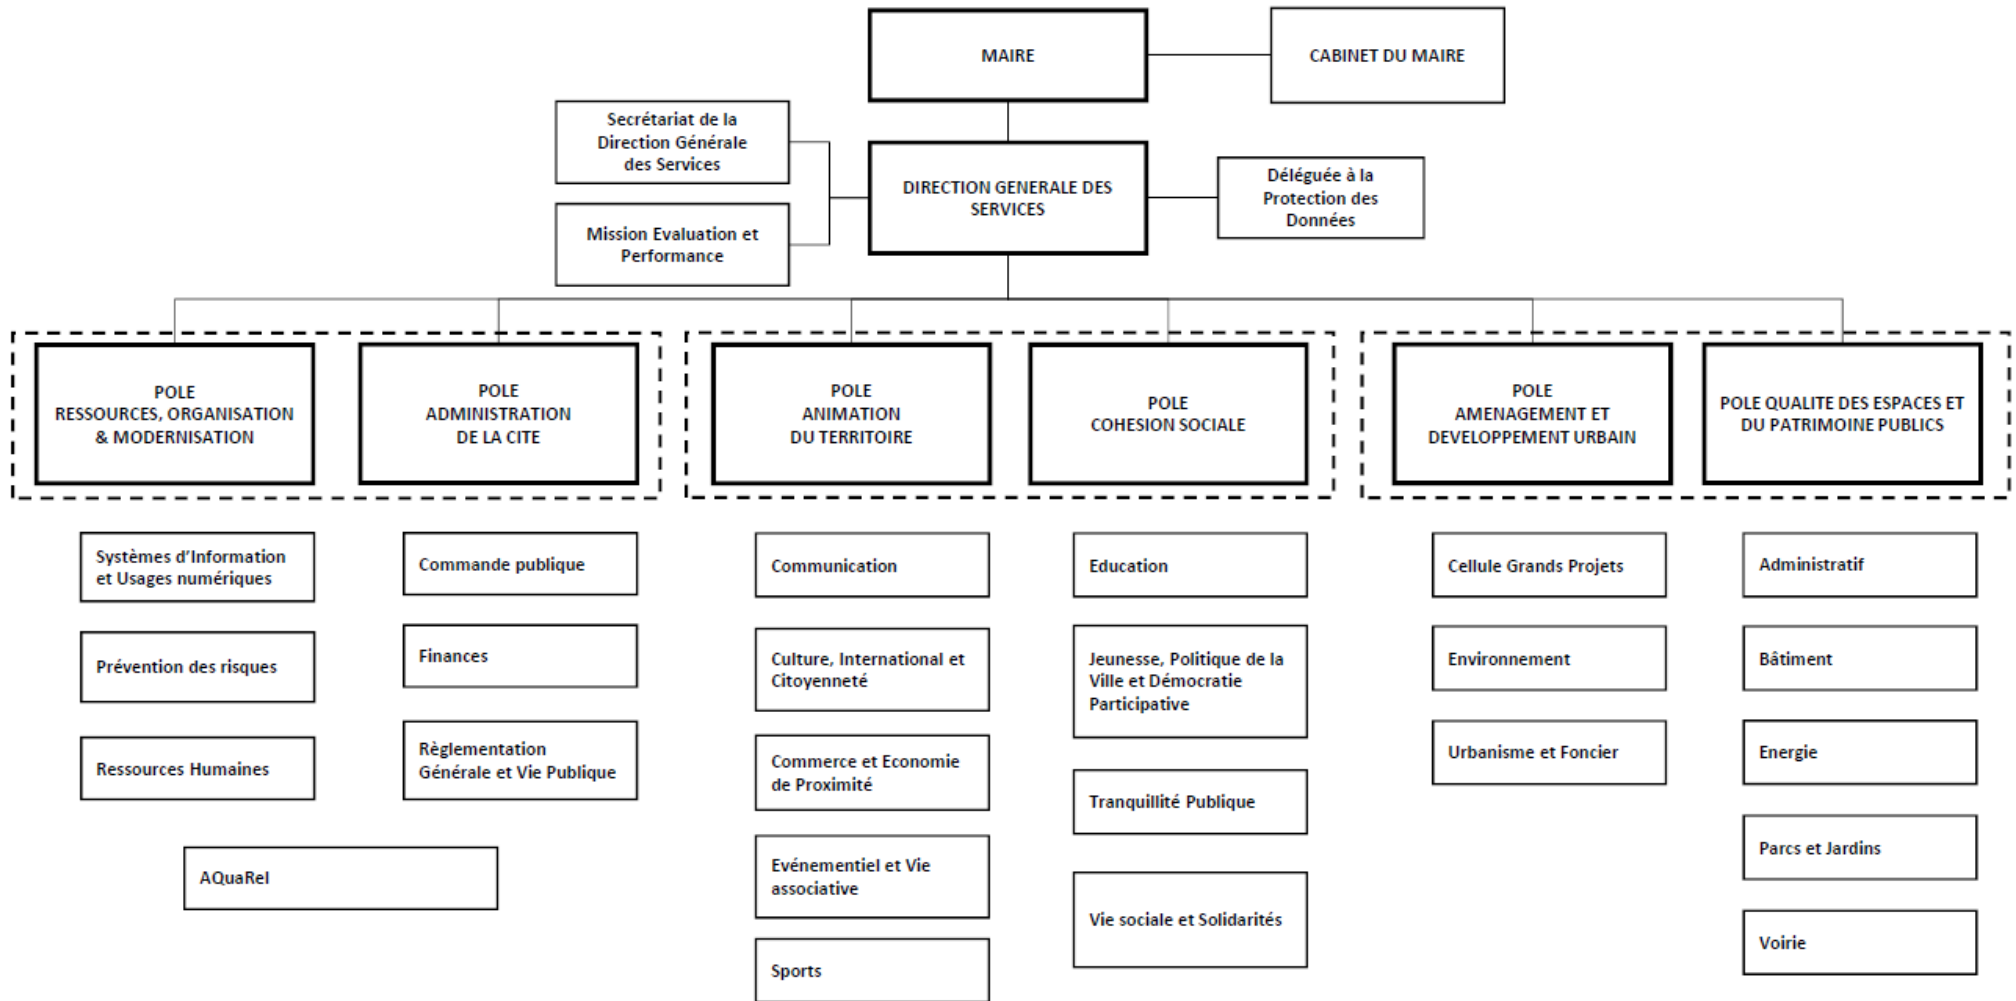 MAIRE
CABINET DU MAIRE
Secrétariat de la
Direction Générale
des Services
Mission Evaluation et
Performance
DIRECTION GENERALE DES
SERVICES
Déléguée à la
Protection des
Données
POLE
RESSOURCES, ORGANISATION
& MODERNISATION
POLE
ADMINISTRATION
DE LA CITE
POLE
ANIMATION
DU TERRITOIRE
POLE
COHESION SOCIALE
POLE
AMENAGEMENT ET
DEVELOPPEMENT URBAIN
POLE QUALITE DES ESPACES ET
DU PATRIMOINE PUBLICS
Systèmes d'Information
et Usages numériques
Prévention des risques
Ressources Humaines
Commande publique
Finances
Règlementation
Générale et Vie Publique
AQuaRel
Communication
Culture, International et
Citoyenneté
Commerce et Economie
de Proximité
Evénementiel et Vie
associative
Sports
Education
Jeunesse, Politique de la
Ville et Démocratie
Participative
Tranquillité Publique
Vie sociale et Solidarités
Cellule Grands Projets
Environnement
Urbanisme et Foncier
Administratif
Bâtiment
Energie
Parcs et Jardins
Voirie